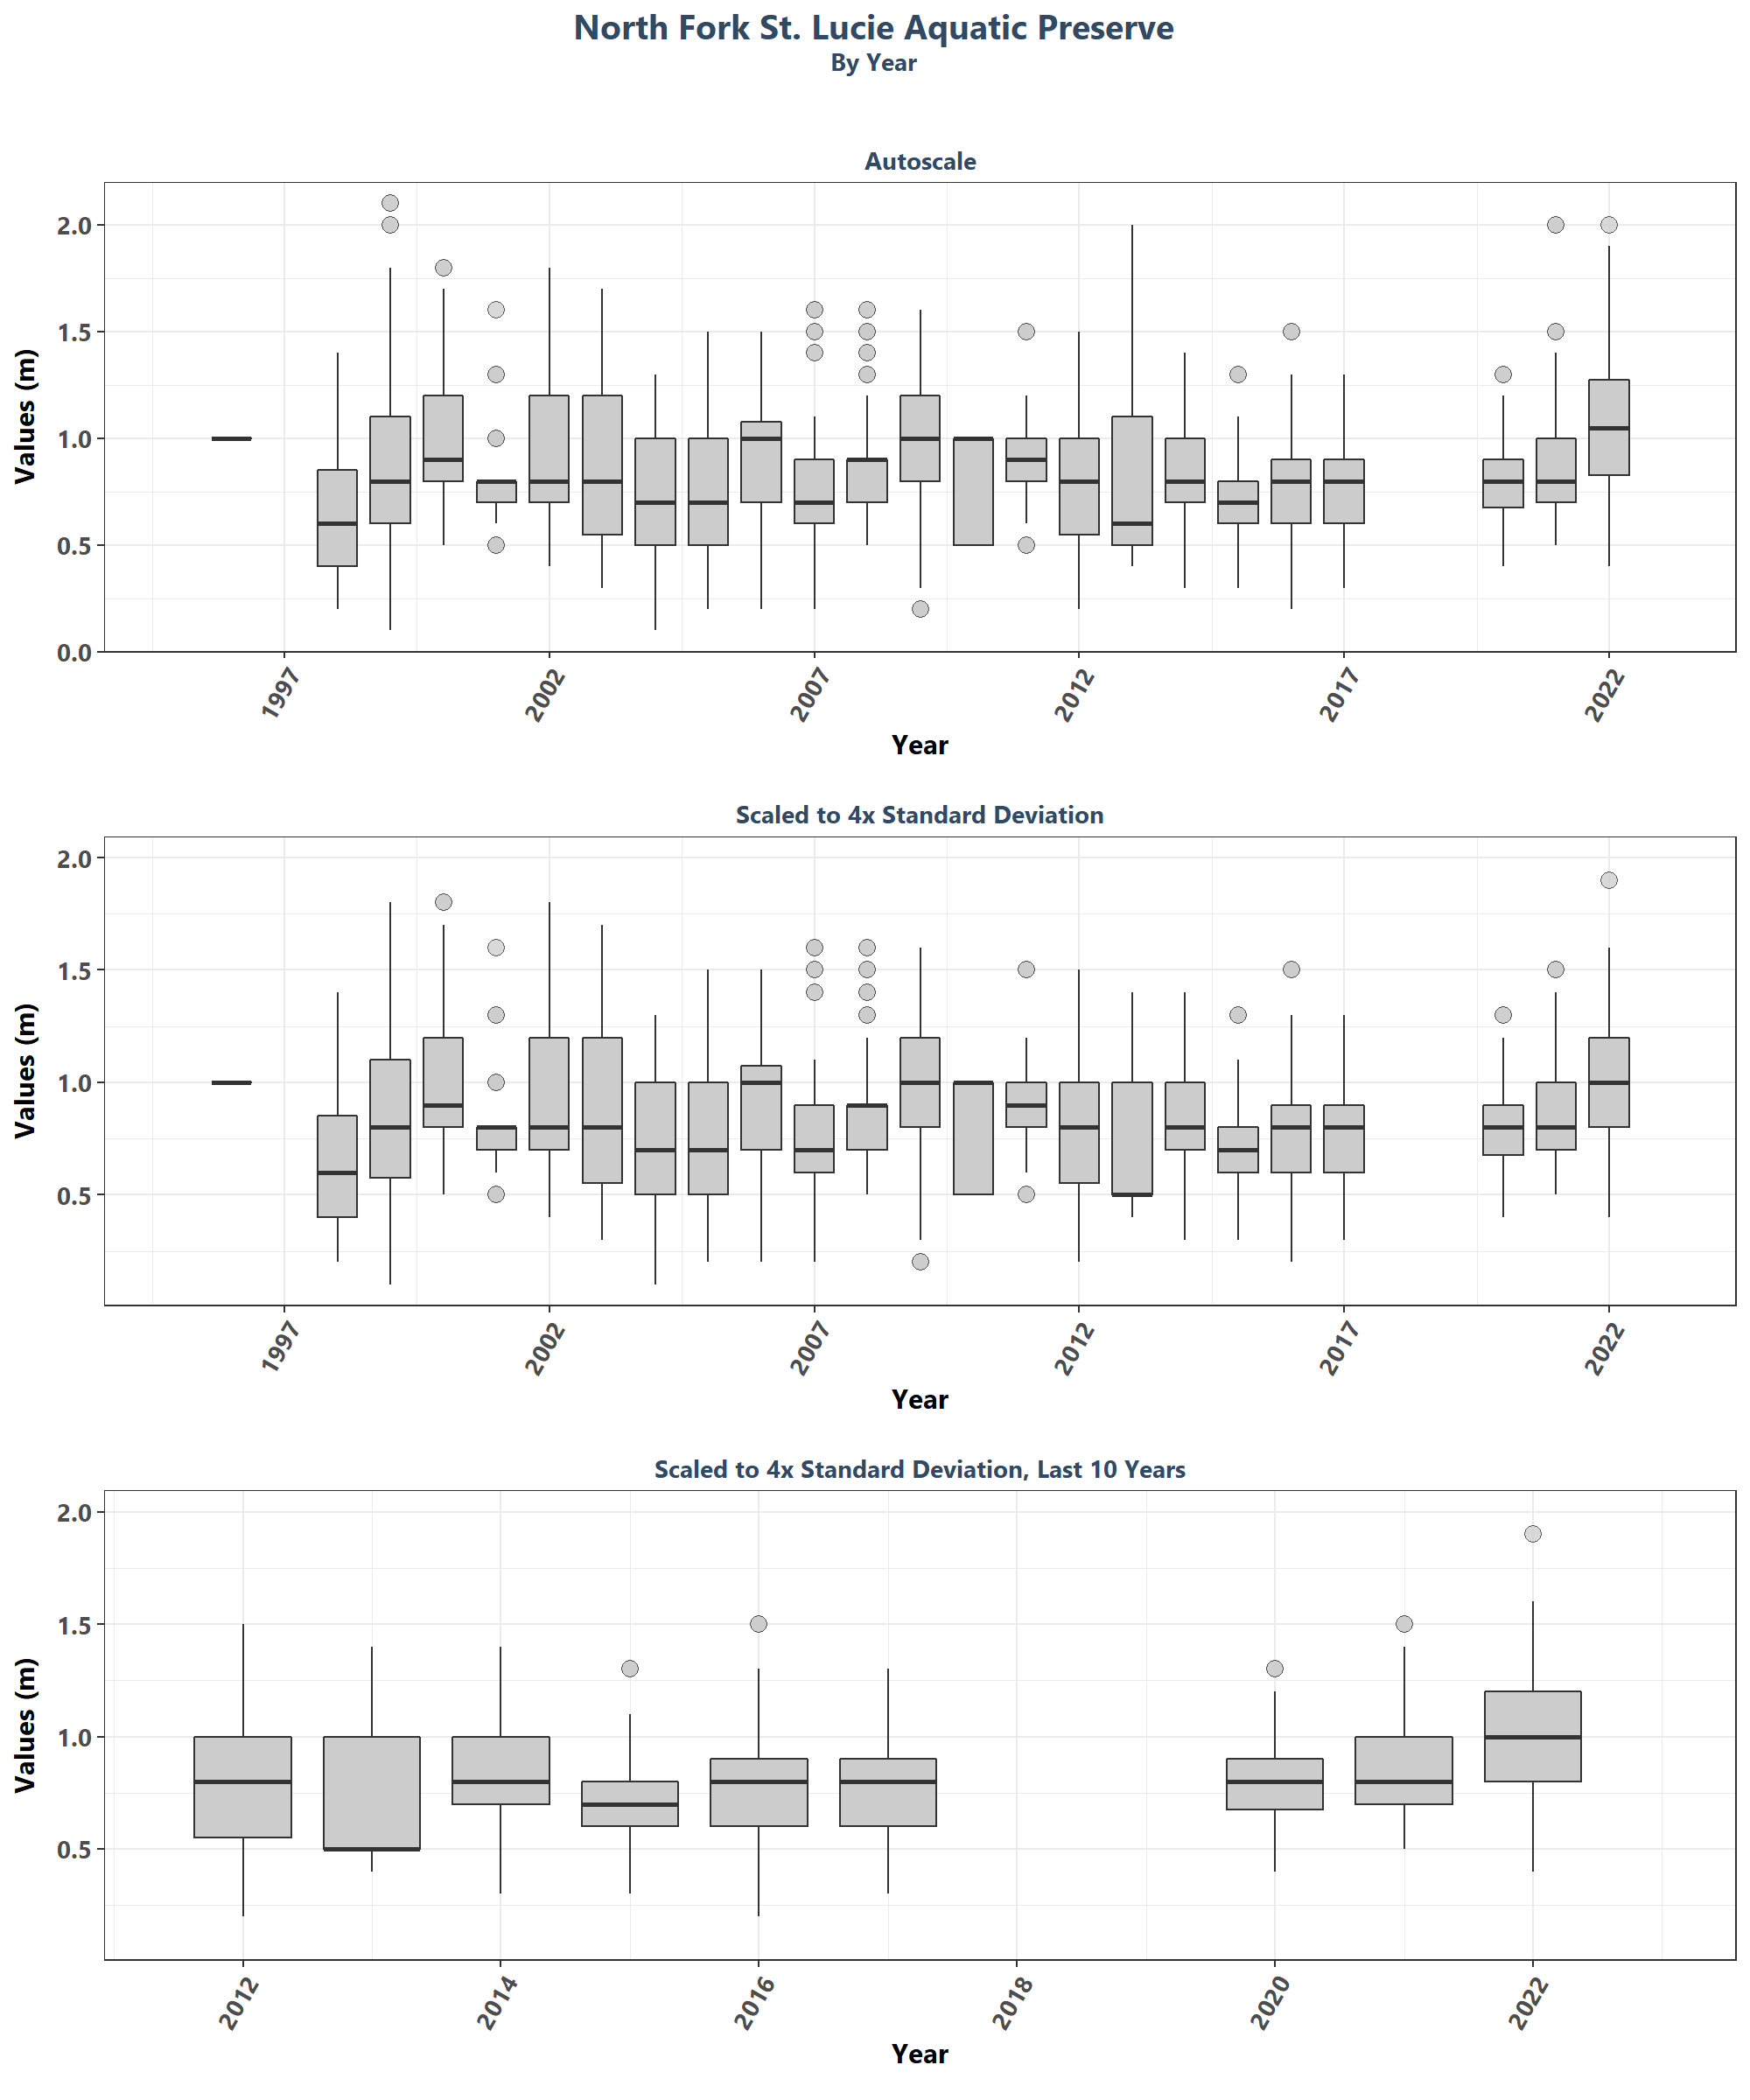 North Fork St. Lucie Aquatic Preserve
By Year
Autoscale
Values (m)
2.0
1.5
1.0
0.5
0.0
1997
2002
2007
2012
2017
2022
Year
Scaled to 4x Standard Deviation
Values (m)
2.0
1.5
1.0
0.5
1997
2002
2007
2012
2017
2022
Year
Scaled to 4x Standard Deviation, Last 10 Years
Values (m)
2.0
1.5
1.0
0.5
2012
2014
2016
2018
2020
2022
Year